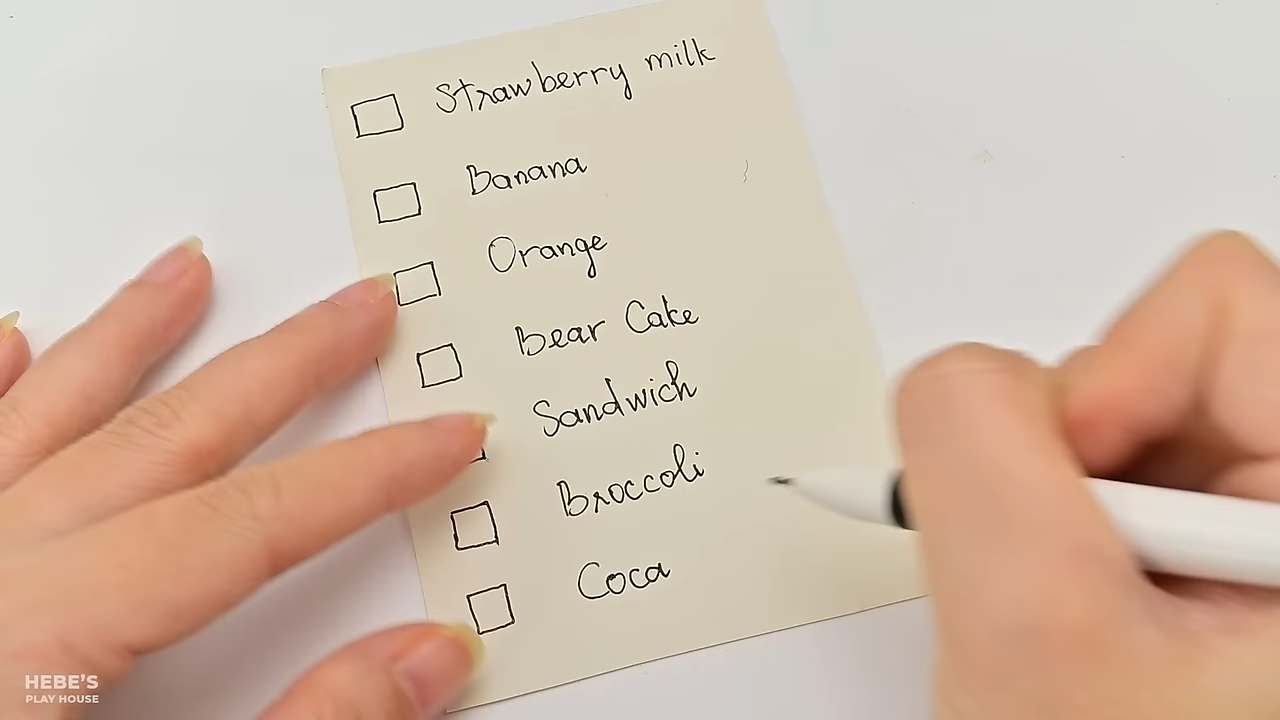 Strawberry milk
Banana
Orange
Bear Cake
Sandwich
Broccoli
Coca
HEBE'S
PLAY HOUSE